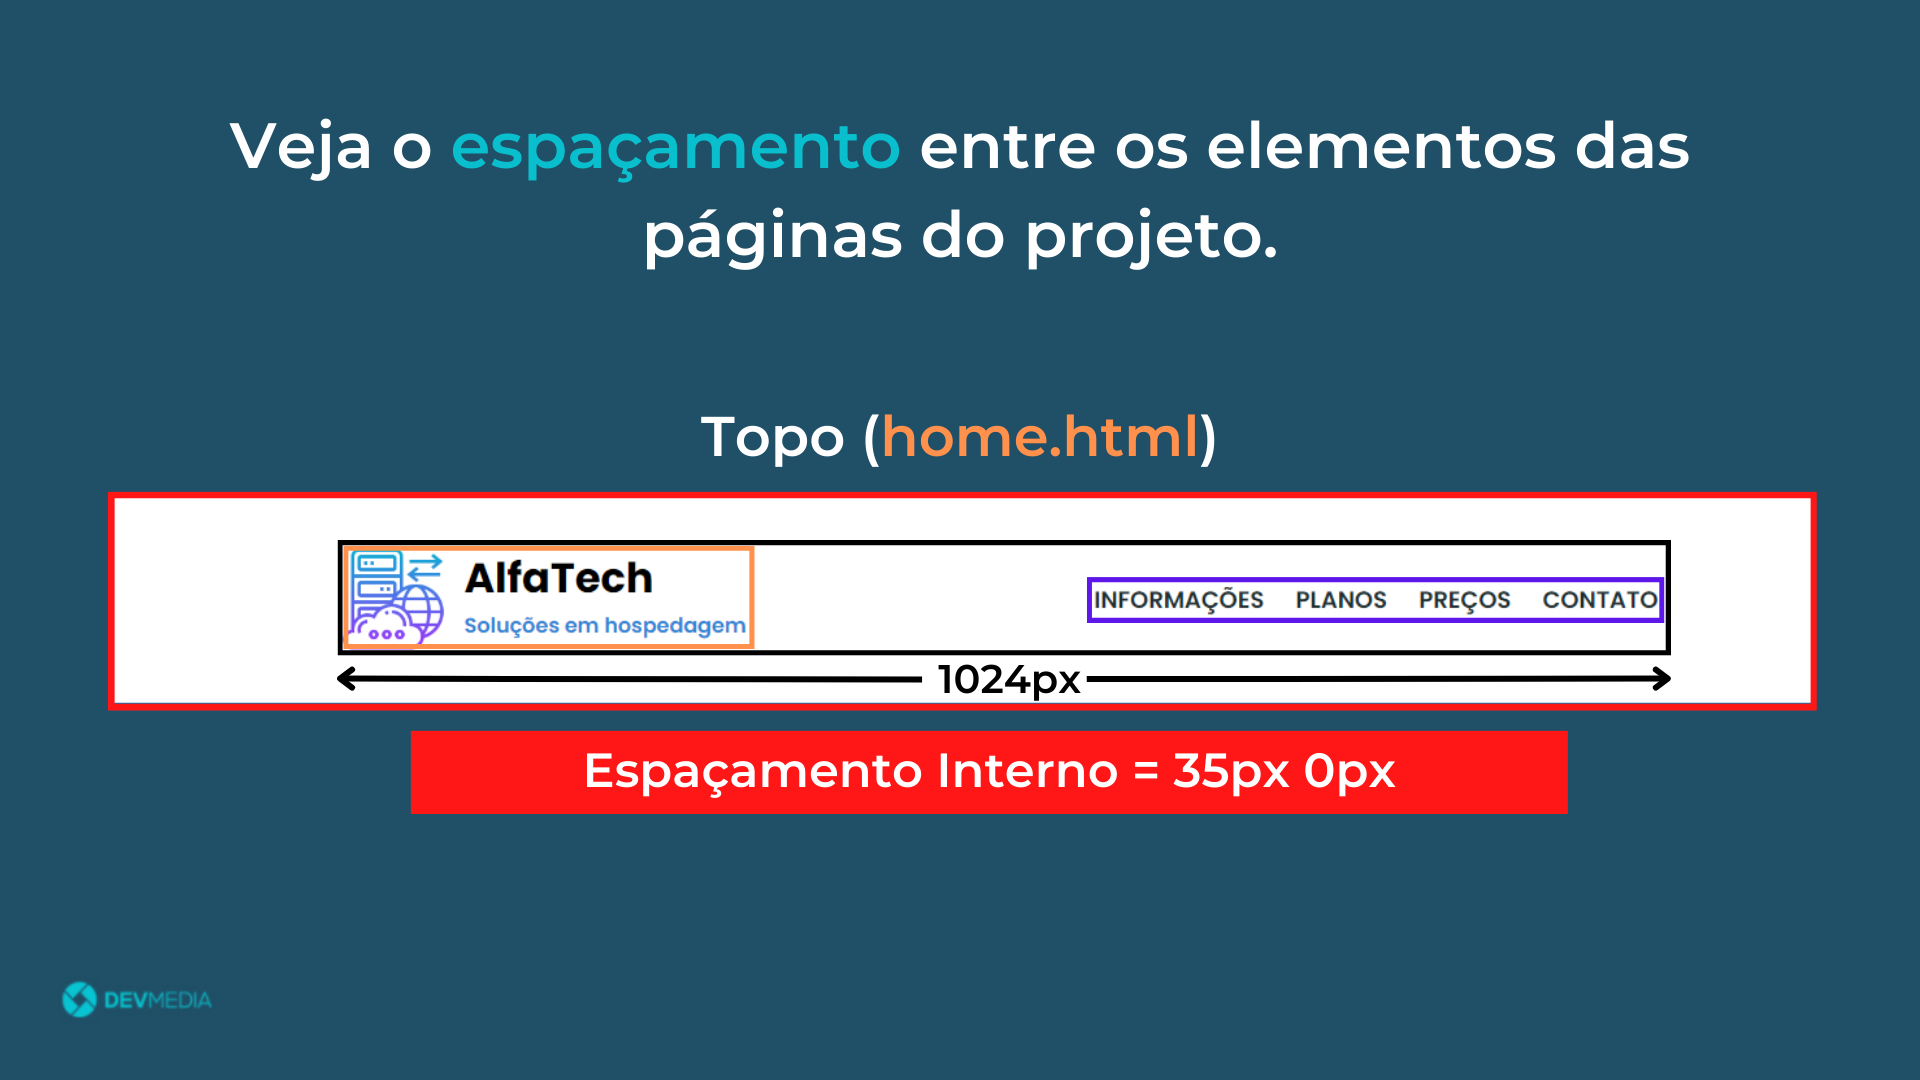 Veja o espaçamento entre os elementos das
páginas do projeto.
Topo (home.html)
AlfaTech
Soluções em hospedagem
INFORMAÇÕES PLANOS PREÇOS CONTATO
1024px
Espaçamento Interno = 35px 0px
DEVMEDIA